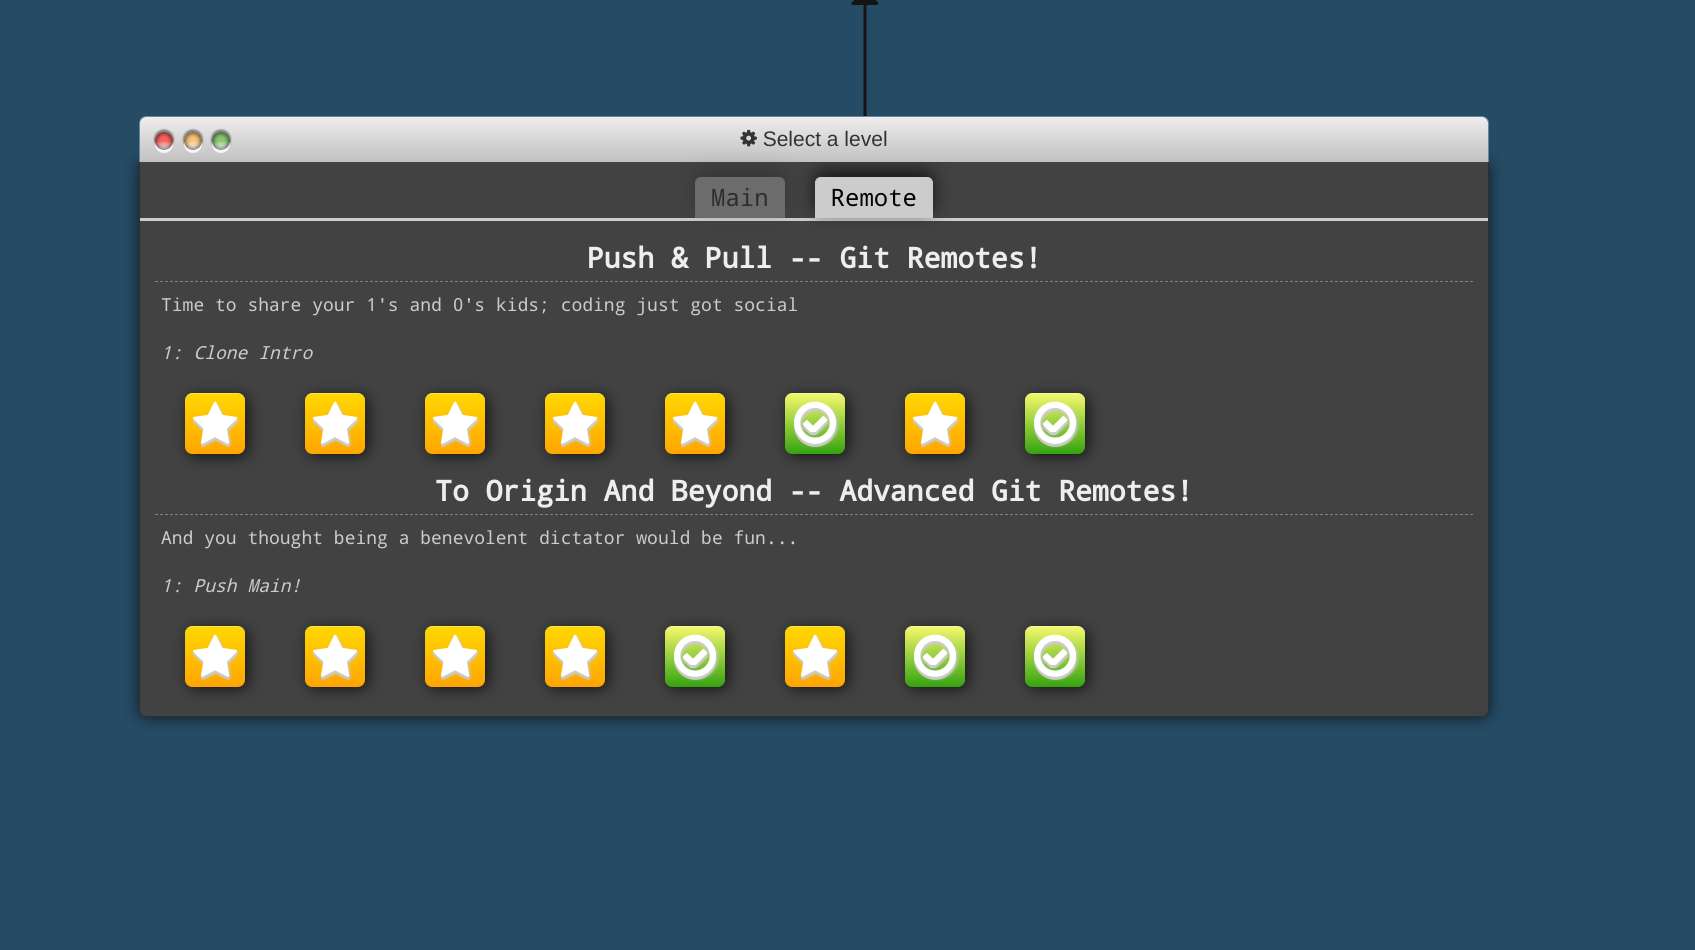 Select a level
Main Remote
Push & Pull -- Git Remotes!
Time to share your 1's and 0's kids; coding just got social
1: Clone Intro
To Origin And Beyond -- Advanced Git Remotes!
And you thought being a benevolent dictator would be fun...
1: Push Main!